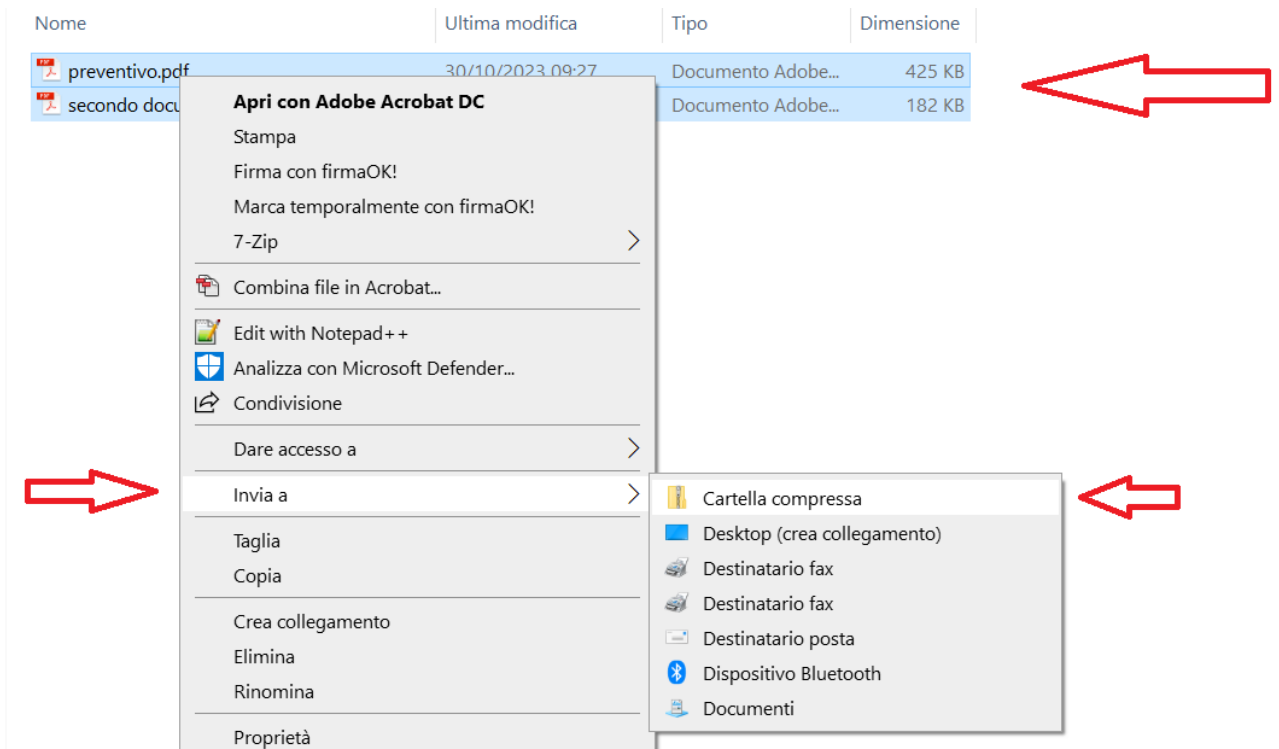 Nome Ultima modifica Tipo Dimensione
preventivo.pdf 30/10/2023 09:27 Documento Adobe... 425 KB
secondo docu Documento Adobe... 182 KB
Apri con Adobe Acrobat DC
Stampa
Firma con firmaOK!
Marca temporalmente con firmaOK!
7-Zip
Combina file in Acrobat...
Edit with Notepad++
Analizza con Microsoft Defender...
Condivisione
Dare accesso a
Invia a
Taglia
Copia
Crea collegamento
Elimina
Rinomina
Proprietà
Cartella compressa
Desktop (crea collegamento)
Destinatario fax
Destinatario fax
Destinatario posta
Dispositivo Bluetooth
Documenti